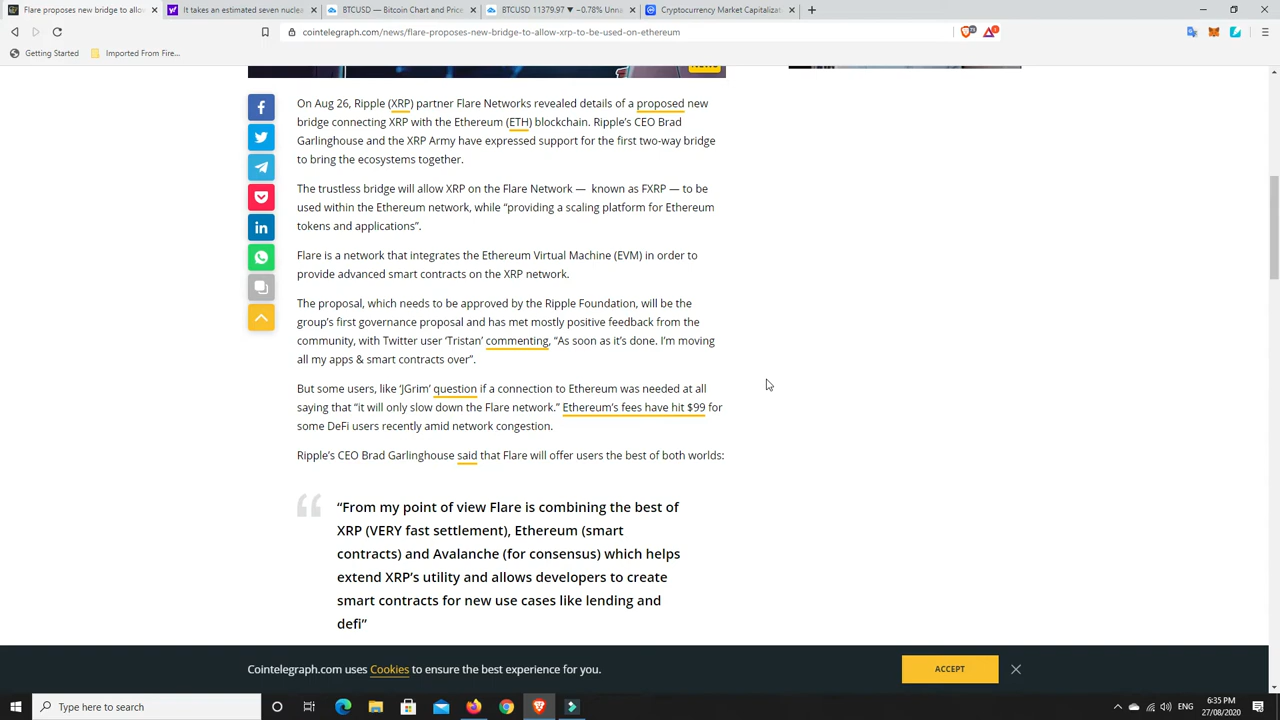 Flare proposes new bridge to allow
It takes an estimated seven nuclea
BTCUSD — Bitcoin Chart and Price
BTCUSD 11379.97 ▼ −0.78% Unna
Cryptocurrency Market Capitalizat
cointelegraph.com/news/flare-proposes-new-bridge-to-allow-xrp-to-be-used-on-ethereum
Getting Started
Imported From Fire...
On Aug 26, Ripple (XRP) partner Flare Networks revealed details of a proposed new
bridge connecting XRP with the Ethereum (ETH) blockchain. Ripple’s CEO Brad
Garlinghouse and the XRP Army have expressed support for the first two-way bridge
to bring the ecosystems together.
The trustless bridge will allow XRP on the Flare Network — known as FXRP — to be
used within the Ethereum network, while “providing a scaling platform for Ethereum
tokens and applications”.
Flare is a network that integrates the Ethereum Virtual Machine (EVM) in order to
provide advanced smart contracts on the XRP network.
The proposal, which needs to be approved by the Ripple Foundation, will be the
group’s first governance proposal and has met mostly positive feedback from the
community, with Twitter user ‘Tristan’ commenting, “As soon as it’s done. I’m moving
all my apps & smart contracts over”.
But some users, like ‘JGrim’ question if a connection to Ethereum was needed at all
saying that “it will only slow down the Flare network.” Ethereum’s fees have hit $99 for
some DeFi users recently amid network congestion.
Ripple’s CEO Brad Garlinghouse said that Flare will offer users the best of both worlds:
“From my point of view Flare is combining the best of
XRP (VERY fast settlement), Ethereum (smart
contracts) and Avalanche (for consensus) which helps
extend XRP’s utility and allows developers to create
smart contracts for new use cases like lending and
defi”
Cointelegraph.com uses Cookies to ensure the best experience for you.
ACCEPT
Type here to search
ENG
6:35 PM
27/08/2020